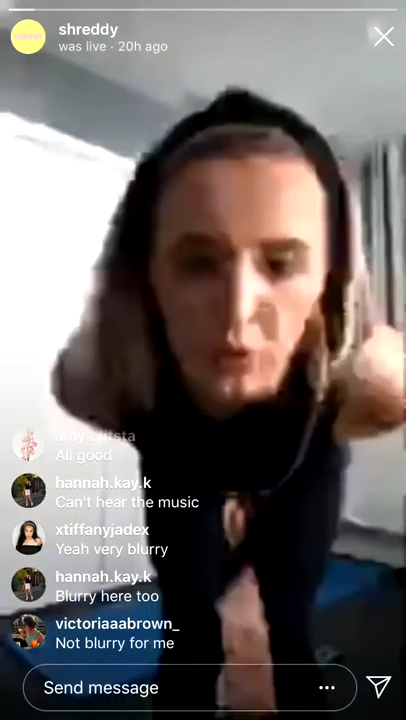 shreddy
was live · 20h ago
All good
hannah.kay.k
Can't hear the music
xtiffanyjadex
Yeah very blurry
hannah.kay.k
Blurry here too
victoriaaabrown_
Not blurry for me
Send message